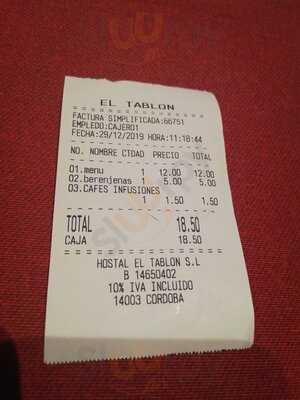 EL TABLON
FACTURA SIMPLIFICADA:66751
EMPLEDO:CAJERO1
FECHA:29/12/2019 HORA:11:18:44
NO. NOMBRE CTDAD PRECIO TOTAL
01.menu 1 12.00 12.00
02.berenjenas 1 5.00 5.00
03.CAFES INFUSIONES
1 1.50 1.50
TOTAL 18.50
CAJA 18.50
HOSTAL EL TABLON S.L
B 14650402
10% IVA INCLUIDO
14003 CORDOBA